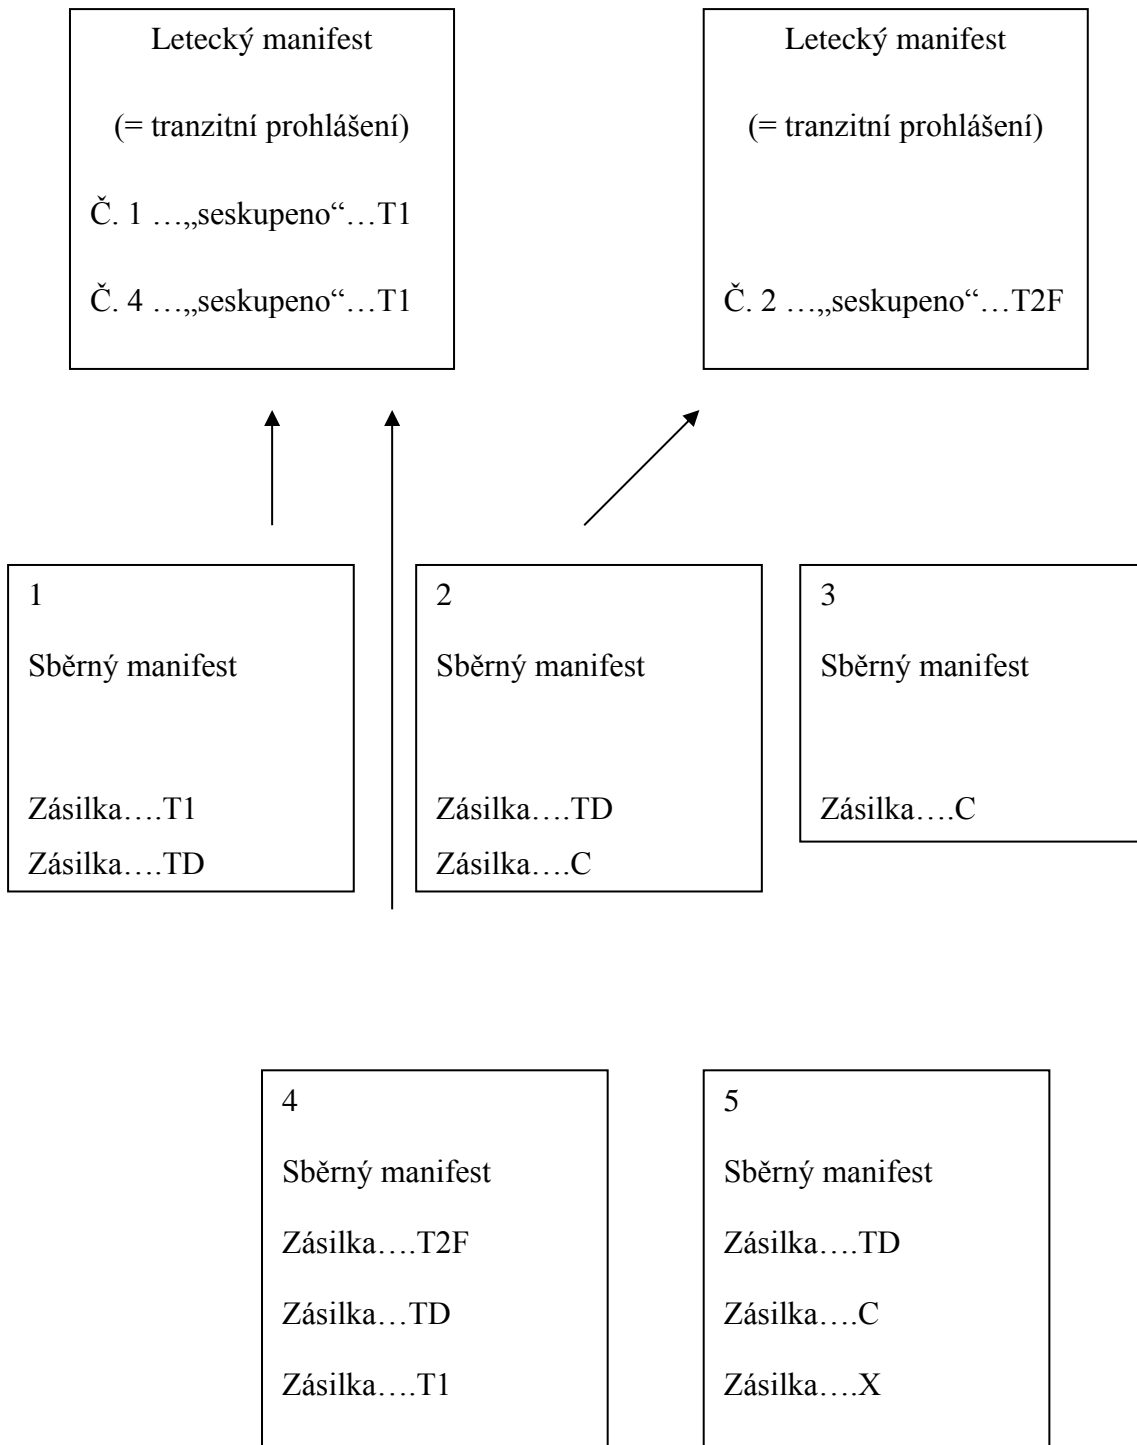 Letecký manifest
(= tranzitní prohlášení)
Č. 1 …„seskupeno“…T1
Č. 4 …„seskupeno“…T1
Letecký manifest
(= tranzitní prohlášení)
Č. 2 …„seskupeno“…T2F
1
Sběrný manifest
Zásilka….T1
Zásilka….TD
2
Sběrný manifest
Zásilka….TD
Zásilka….C
3
Sběrný manifest
Zásilka….C
4
Sběrný manifest
Zásilka….T2F
Zásilka…TD
Zásilka….T1
5
Sběrný manifest
Zásilka….TD
Zásilka….C
Zásilka….X